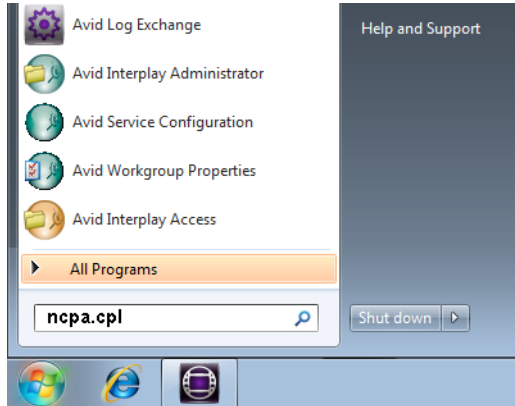 Avid Log Exchange
Help and Support
Avid Interplay Administrator
Avid Service Configuration
Avid Workgroup Properties
Avid Interplay Access
All Programs
ncpa.cpl
Shut down